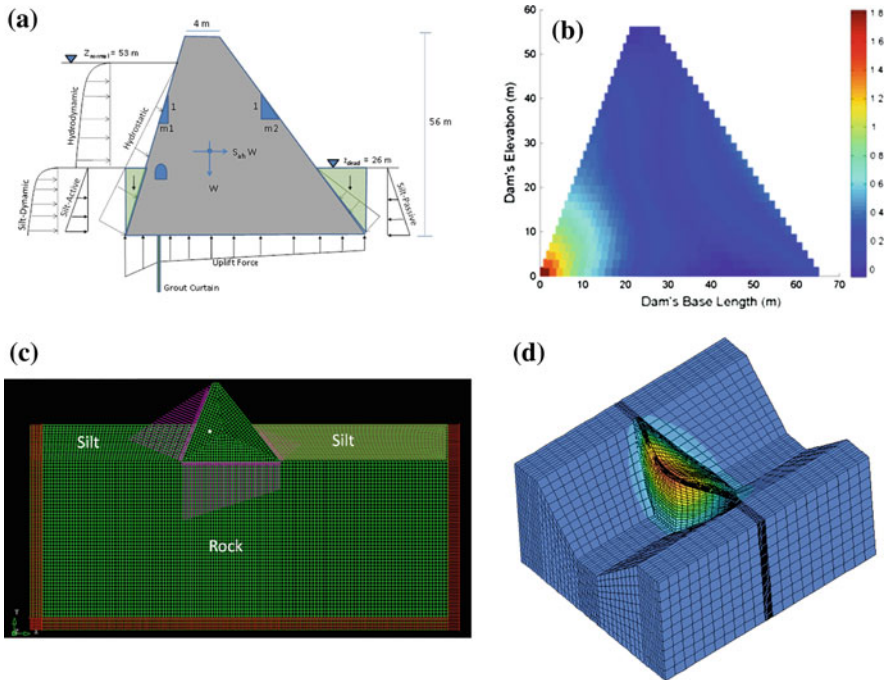 (a)
4 m
Znormal = 53 m
Hydrodynamic
Hydrostatic
1
m1
1
m2
56 m
Sah W
W
zdead = 26 m
Silt-Dynamic
Silt-Active
Silt-Passive
Uplift Force
Grout Curtain
(b)
Dam's Elevation (m)
60
50
40
30
20
10
0
0 10 20 30 40 50 60 70
Dam's Base Length (m)
1 8
1 6
1 4
1 2
1
0 8
0 6
0 4
0 2
0
(c)
Silt
Silt
Rock
Y
X
(d)